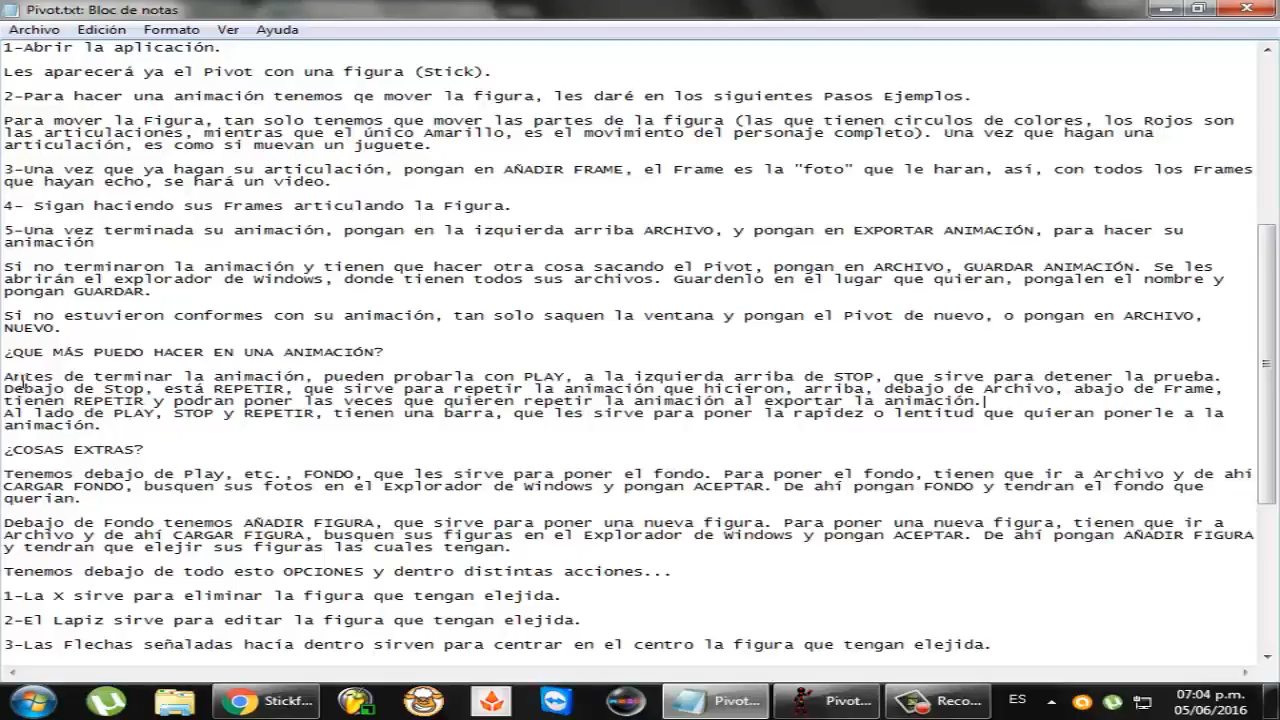 Pivot.txt: Bloc de notas
Archivo Edición Formato Ver Ayuda
1-Abrir la aplicación.
Les aparecerá ya el Pivot con una figura (Stick).
2-Para hacer una animación tenemos qe mover la figura, les daré en los siguientes Pasos Ejemplos.
Para mover la Figura, tan solo tenemos que mover las partes de la figura (las que tienen circulos de colores, los Rojos son
las articulaciones, mientras que el único Amarillo, es el movimiento del personaje completo). Una vez que hagan una
articulación, es como si muevan un juguete.
3-Una vez que ya hagan su articulación, pongan en AÑADIR FRAME, el Frame es la "foto" que le haran, así, con todos los Frames
que hayan echo, se hará un video.
4- Sigan haciendo sus Frames articulando la Figura.
5-Una vez terminada su animación, pongan en la izquierda arriba ARCHIVO, y pongan en EXPORTAR ANIMACIÓN, para hacer su
animación
Si no terminaron la animación y tienen que hacer otra cosa sacando el Pivot, pongan en ARCHIVO, GUARDAR ANIMACIÓN. Se les
abrirán el explorador de Windows, donde tienen todos sus archivos. Guardenlo en el lugar que quieran, pongalen el nombre y
pongan GUARDAR.
Si no estuvieron conformes con su animación, tan solo saquen la ventana y pongan el Pivot de nuevo, o pongan en ARCHIVO,
NUEVO.
¿QUE MÁS PUEDO HACER EN UNA ANIMACIÓN?
Antes de terminar la animación, pueden probarla con PLAY, a la izquierda arriba de STOP, que sirve para detener la prueba.
Debajo de Stop, está REPETIR, que sirve para repetir la animación que hicieron, arriba, debajo de Archivo, abajo de Frame,
tienen REPETIR y podran poner las veces que quieren repetir la animación al exportar la animación.
Al lado de PLAY, STOP y REPETIR, tienen una barra, que les sirve para poner la rapidez o lentitud que quieran ponerle a la
animación.
¿COSAS EXTRAS?
Tenemos debajo de Play, etc., FONDO, que les sirve para poner el fondo. Para poner el fondo, tienen que ir a Archivo y de ahí
CARGAR FONDO, busquen sus fotos en el Explorador de Windows y pongan ACEPTAR. De ahí pongan FONDO y tendran el fondo que
querian.
Debajo de Fondo tenemos AÑADIR FIGURA, que sirve para poner una nueva figura. Para poner una nueva figura, tienen que ir a
Archivo y de ahí CARGAR FIGURA, busquen sus figuras en el Explorador de Windows y pongan ACEPTAR. De ahí pongan AÑADIR FIGURA
y tendran que elejir sus figuras las cuales tengan.
Tenemos debajo de todo esto OPCIONES y dentro distintas acciones...
1-La X sirve para eliminar la figura que tengan elejida.
2-El Lapiz sirve para editar la figura que tengan elejida.
3-Las Flechas señaladas hacía dentro sirven para centrar en el centro la figura que tengan elejida.
Stickf... Pivot... Pivot... Reco... ES 07:04 p.m.
05/06/2016